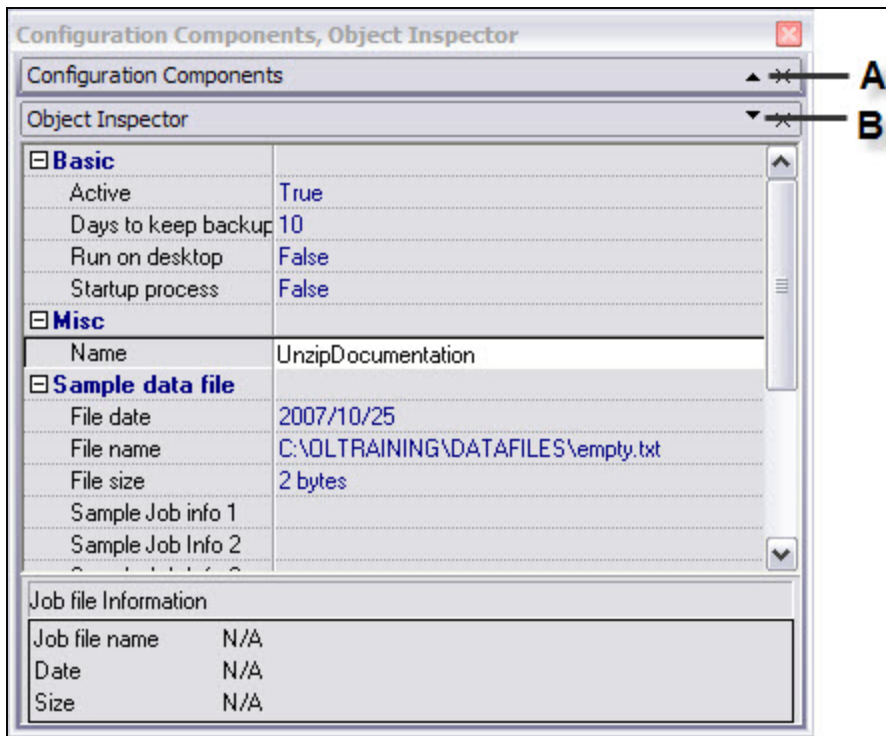 Configuration Components, Object Inspector
Configuration Components
A
Object Inspector
B
Basic
Active True
Days to keep backup 10
Run on desktop False
Startup process False
Misc
Name UnzipDocumentation
Sample data file
File date 2007/10/25
File name C:\OLTRAINING\DATAFILES\empty.txt
File size 2 bytes
Sample Job info 1
Sample Job Info 2
Job file Information
Job file name N/A
Date N/A
Size N/A